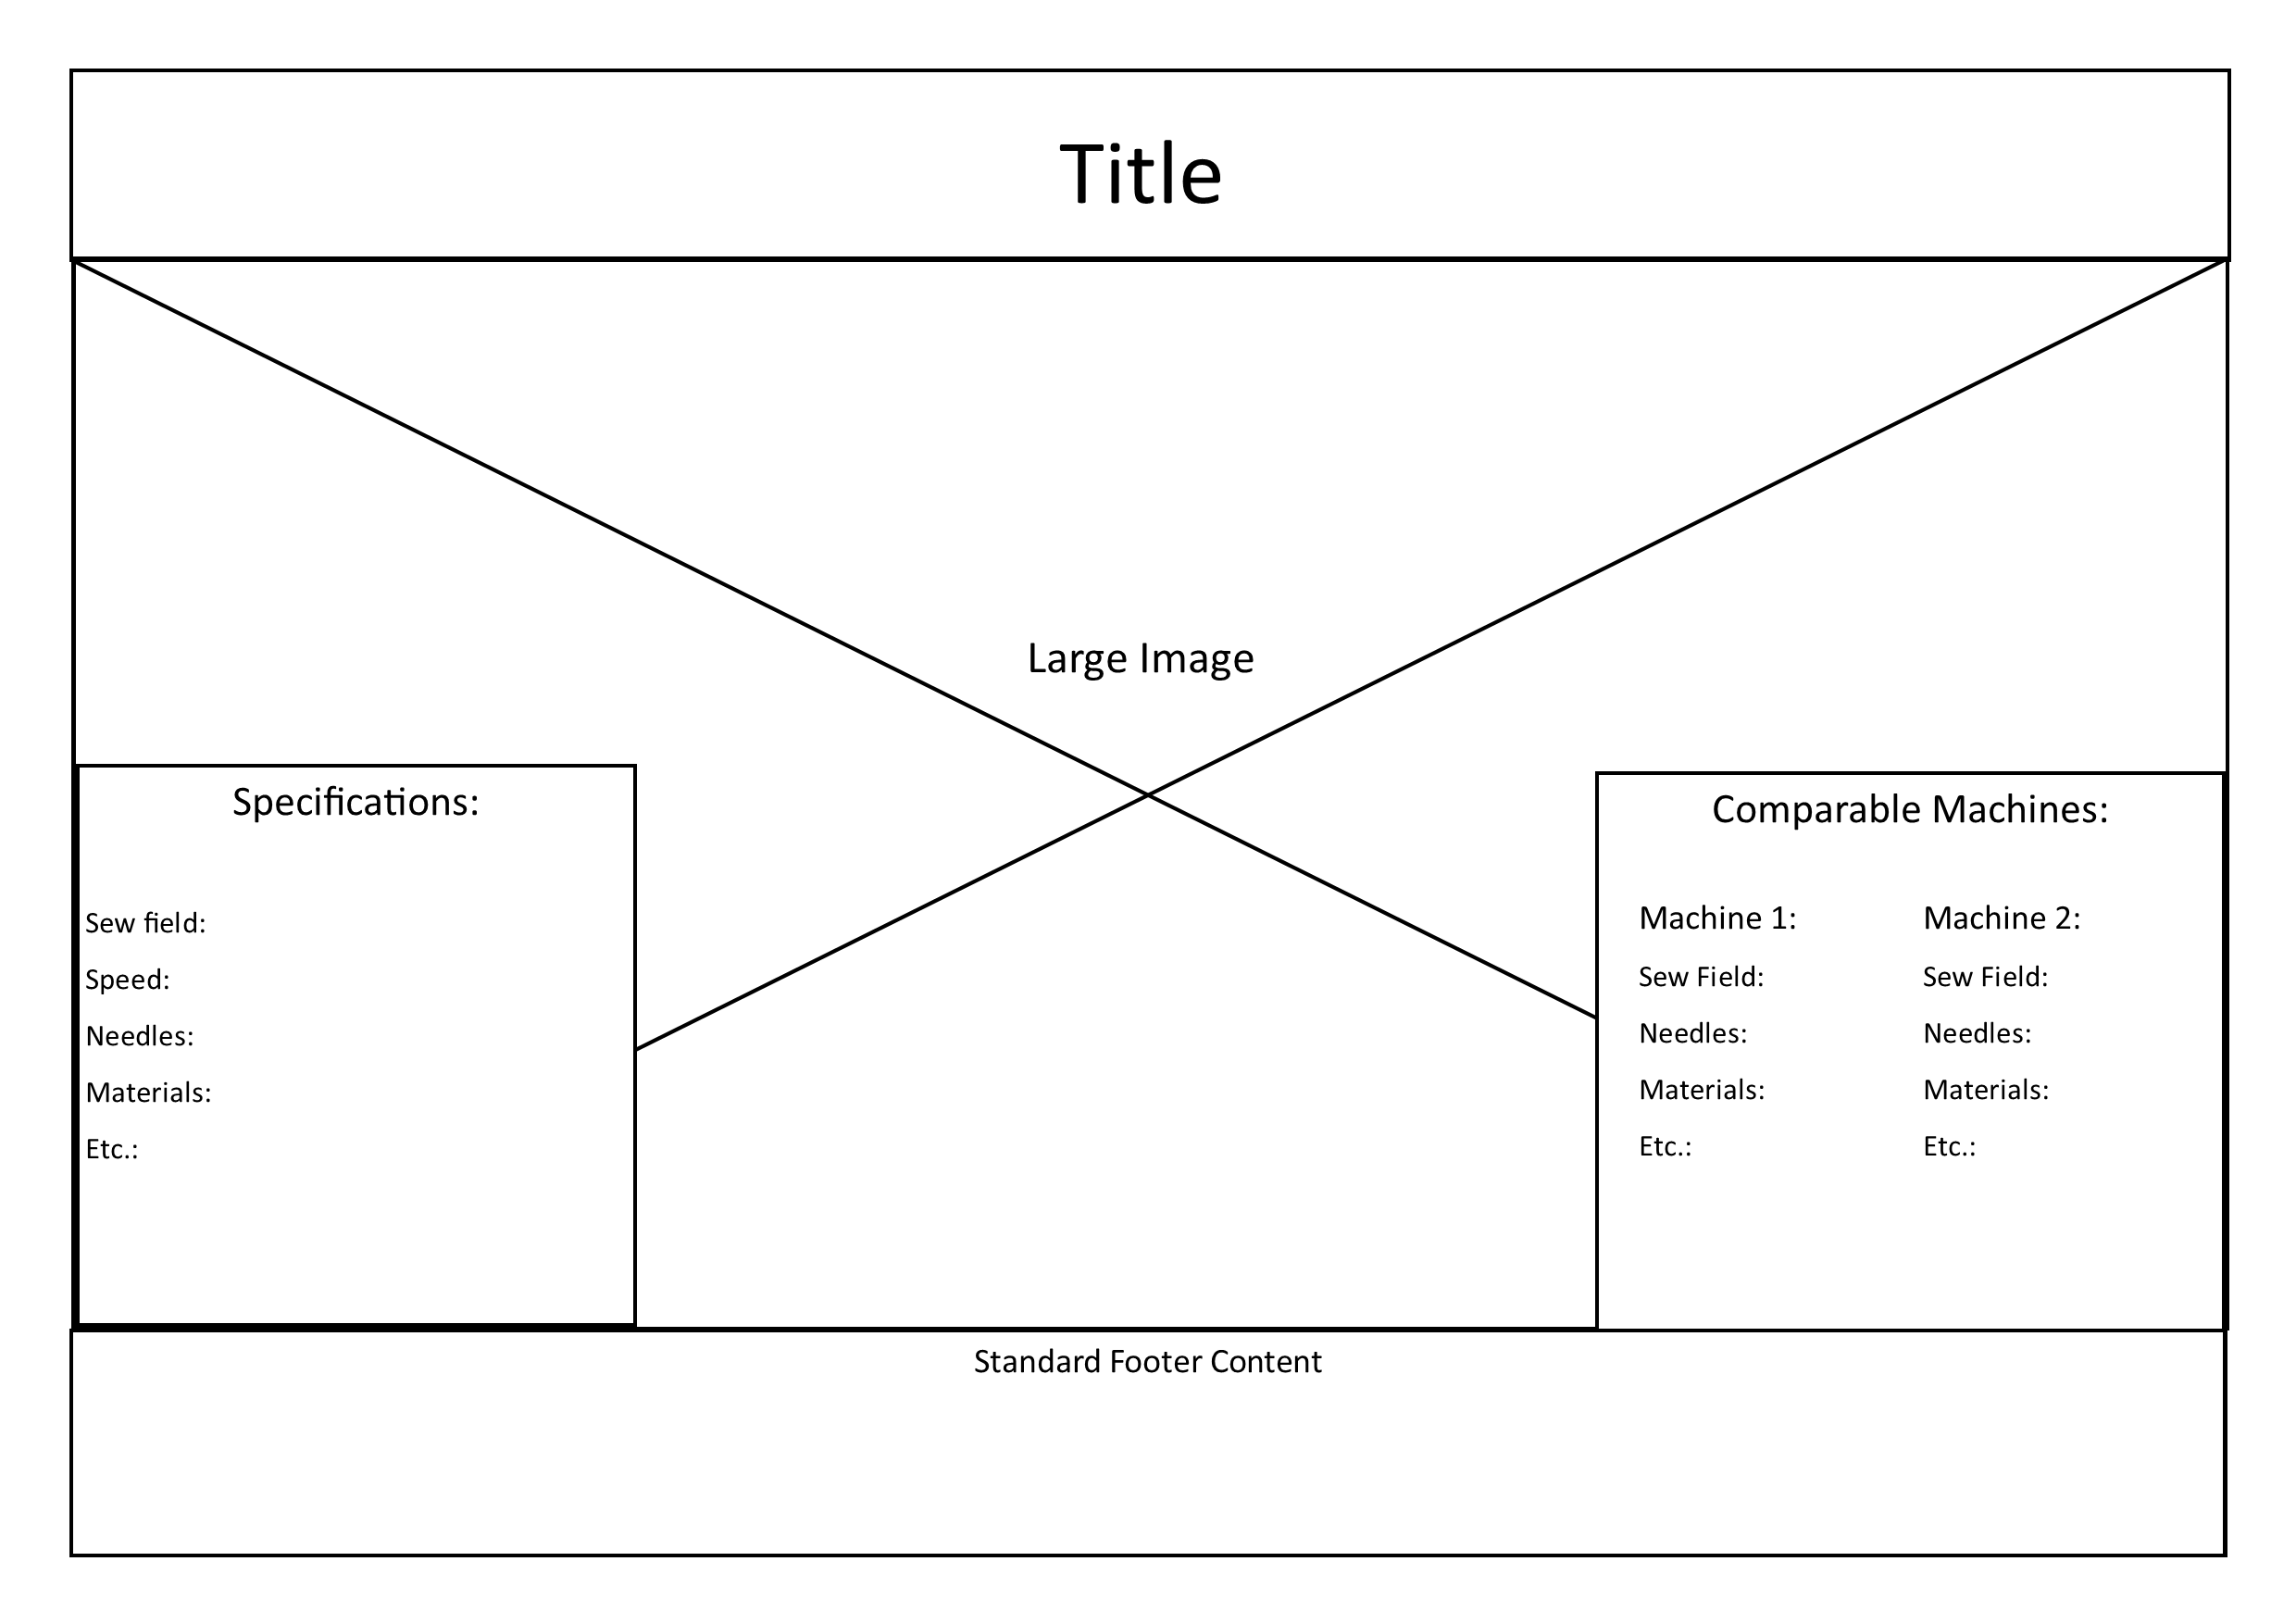 Title
Large Image
Specifications:
Sew field:
Speed:
Needles:
Materials:
Etc.:
Comparable Machines:
Machine 1:
Sew Field:
Needles:
Materials:
Etc.:
Machine 2:
Sew Field:
Needles:
Materials:
Etc.:
Standard Footer Content